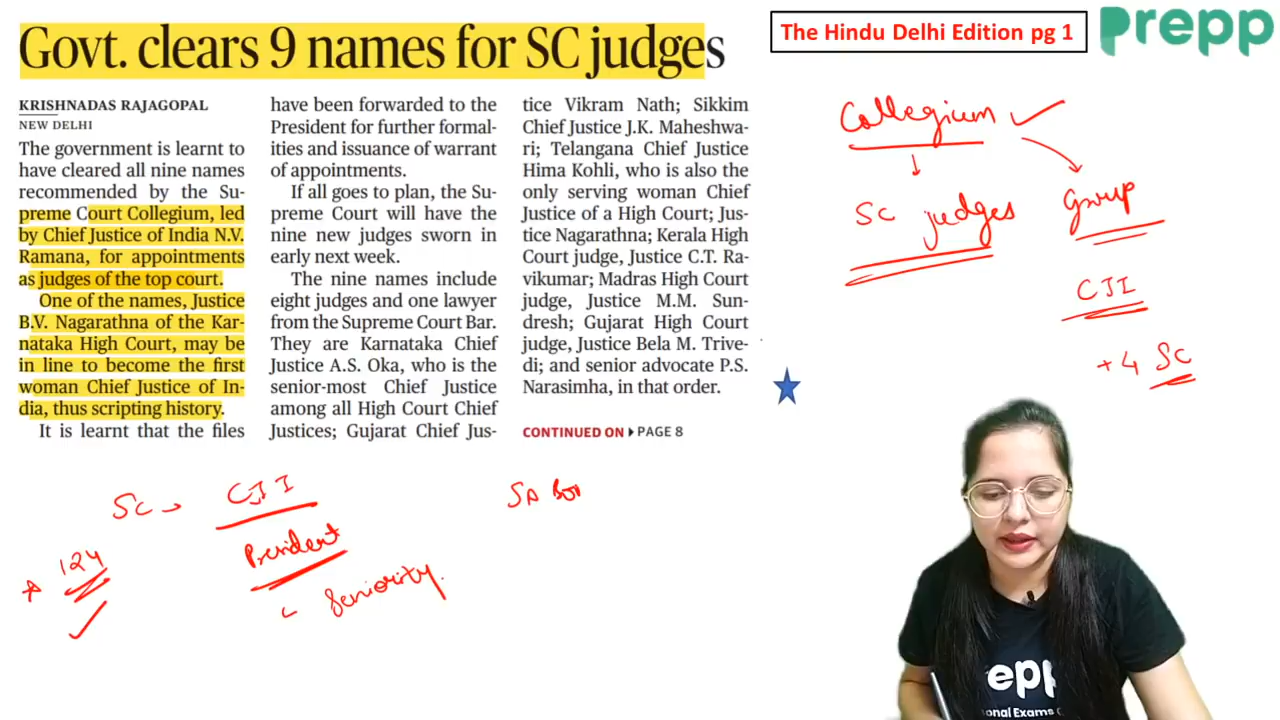 Govt. clears 9 names for SC judges
KRISHNADAS RAJAGOPAL
NEW DELHI
The government is learnt to
have cleared all nine names
recommended by the Su-
preme Court Collegium, led
by Chief Justice of India N.V.
Ramana, for appointments
as judges of the top court.
One of the names, Justice
B.V. Nagarathna of the Kar-
nataka High Court, may be
in line to become the first
woman Chief Justice of In-
dia, thus scripting history.
It is learnt that the files
have been forwarded to the
President for further formal-
ities and issuance of warrant
of appointments.
If all goes to plan, the Su-
preme Court will have the
nine new judges sworn in
early next week.
The nine names include
eight judges and one lawyer
from the Supreme Court Bar.
They are Karnataka Chief
Justice A.S. Oka, who is the
senior-most Chief Justice
among all High Court Chief
Justices; Gujarat Chief Jus-
tice Vikram Nath; Sikkim
Chief Justice J.K. Maheshwa-
ri; Telangana Chief Justice
Hima Kohli, who is also the
only serving woman Chief
Justice of a High Court; Jus-
tice Nagarathna; Kerala High
Court judge, Justice C.T. Ra-
vikumar; Madras High Court
judge, Justice M.M. Sun-
dresh; Gujarat High Court
judge, Justice Bela M. Trive-
di; and senior advocate P.S.
Narasimha, in that order.
CONTINUED ON PAGE 8
The Hindu Delhi Edition pg 1
Prepp
Collegium
SC judges
Group
CJI
+4 SC
SC → CJI
President
Seniority
124
SA Bo
repp
ional Exams